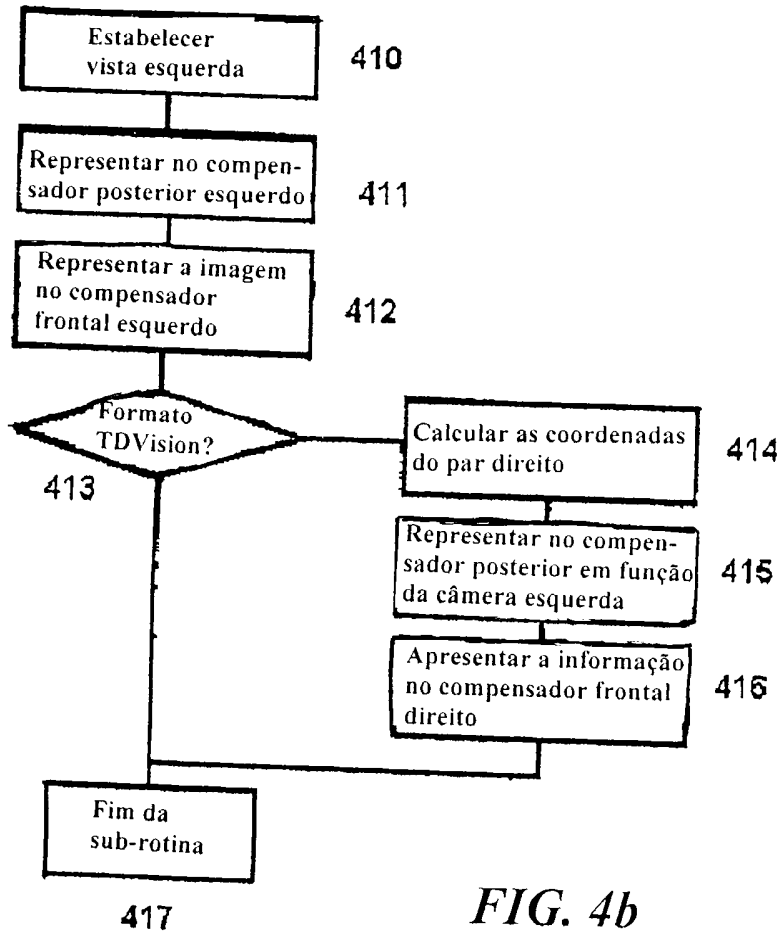 Estabelecer
vista esquerda
410
Representar no compen-
sador posterior esquerdo
411
Representar a imagem
no compensador
frontal esquerdo
412
Formato
TDVision?
413
Calcular as coordenadas
do par direito
414
Representar no compen-
sador posterior em função
da câmera esquerda
415
Apresentar a informação
no compensador frontal
direito
416
Fim da
sub-rotina
417
FIG. 4b